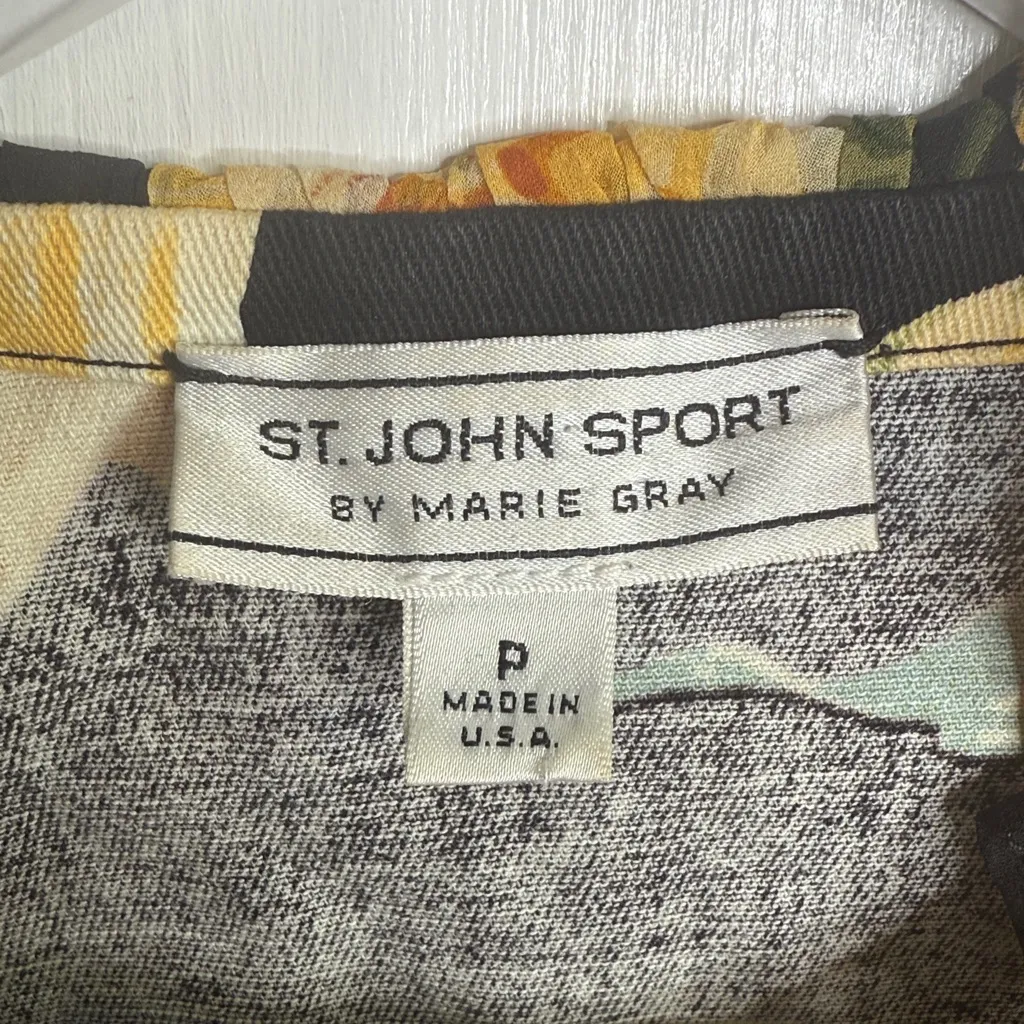 ST. JOHN SPORT
BY MARIE GRAY
P
MADE IN
U.S.A.